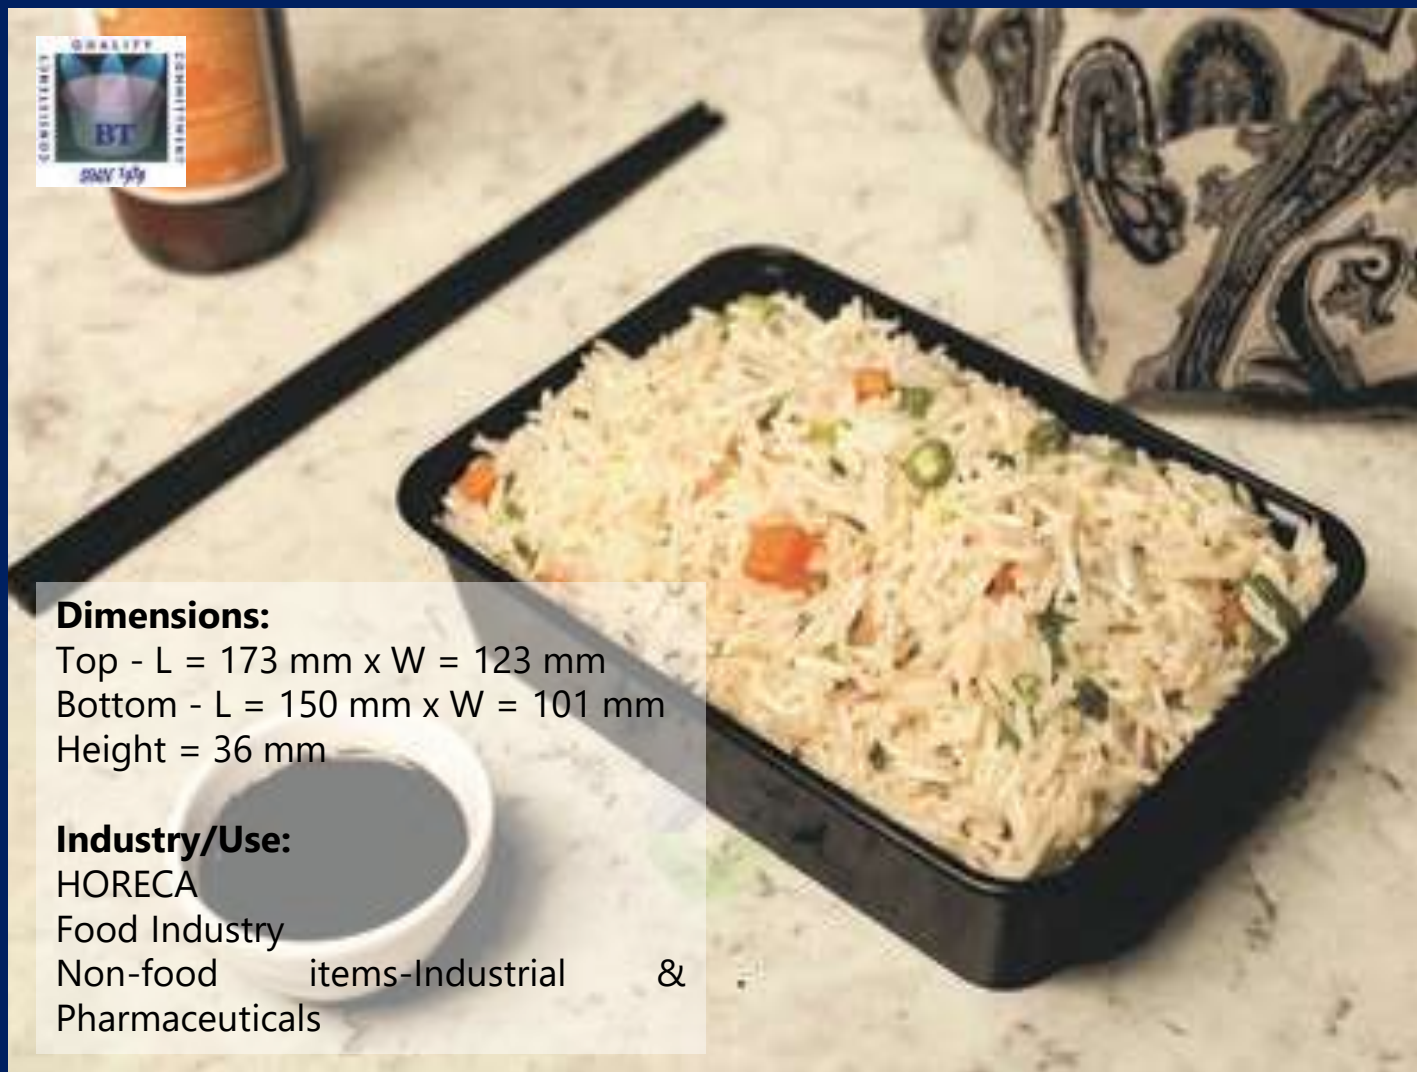 QUALITY
CONSISTENCY
COMMITMENT
BT
Dimensions:
Top - L = 173 mm x W = 123 mm
Bottom - L = 150 mm x W = 101 mm
Height = 36 mm
Industry/Use:
HORECA
Food Industry
Non-food items-Industrial &
Pharmaceuticals